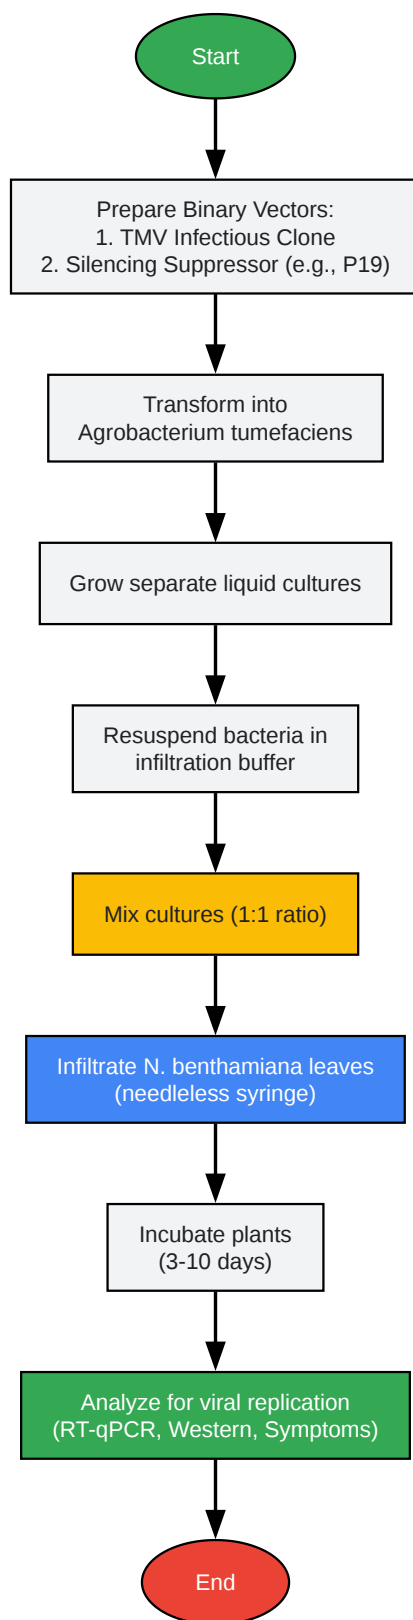 Start
Prepare Binary Vectors:
1. TMV Infectious Clone
2. Silencing Suppressor (e.g., P19)
Transform into
Agrobacterium tumefaciens
Grow separate liquid cultures
Resuspend bacteria in
infiltration buffer
Mix cultures (1:1 ratio)
Infiltrate N. benthamiana leaves
(needleless syringe)
Incubate plants
(3-10 days)
Analyze for viral replication
(RT-qPCR, Western, Symptoms)
End